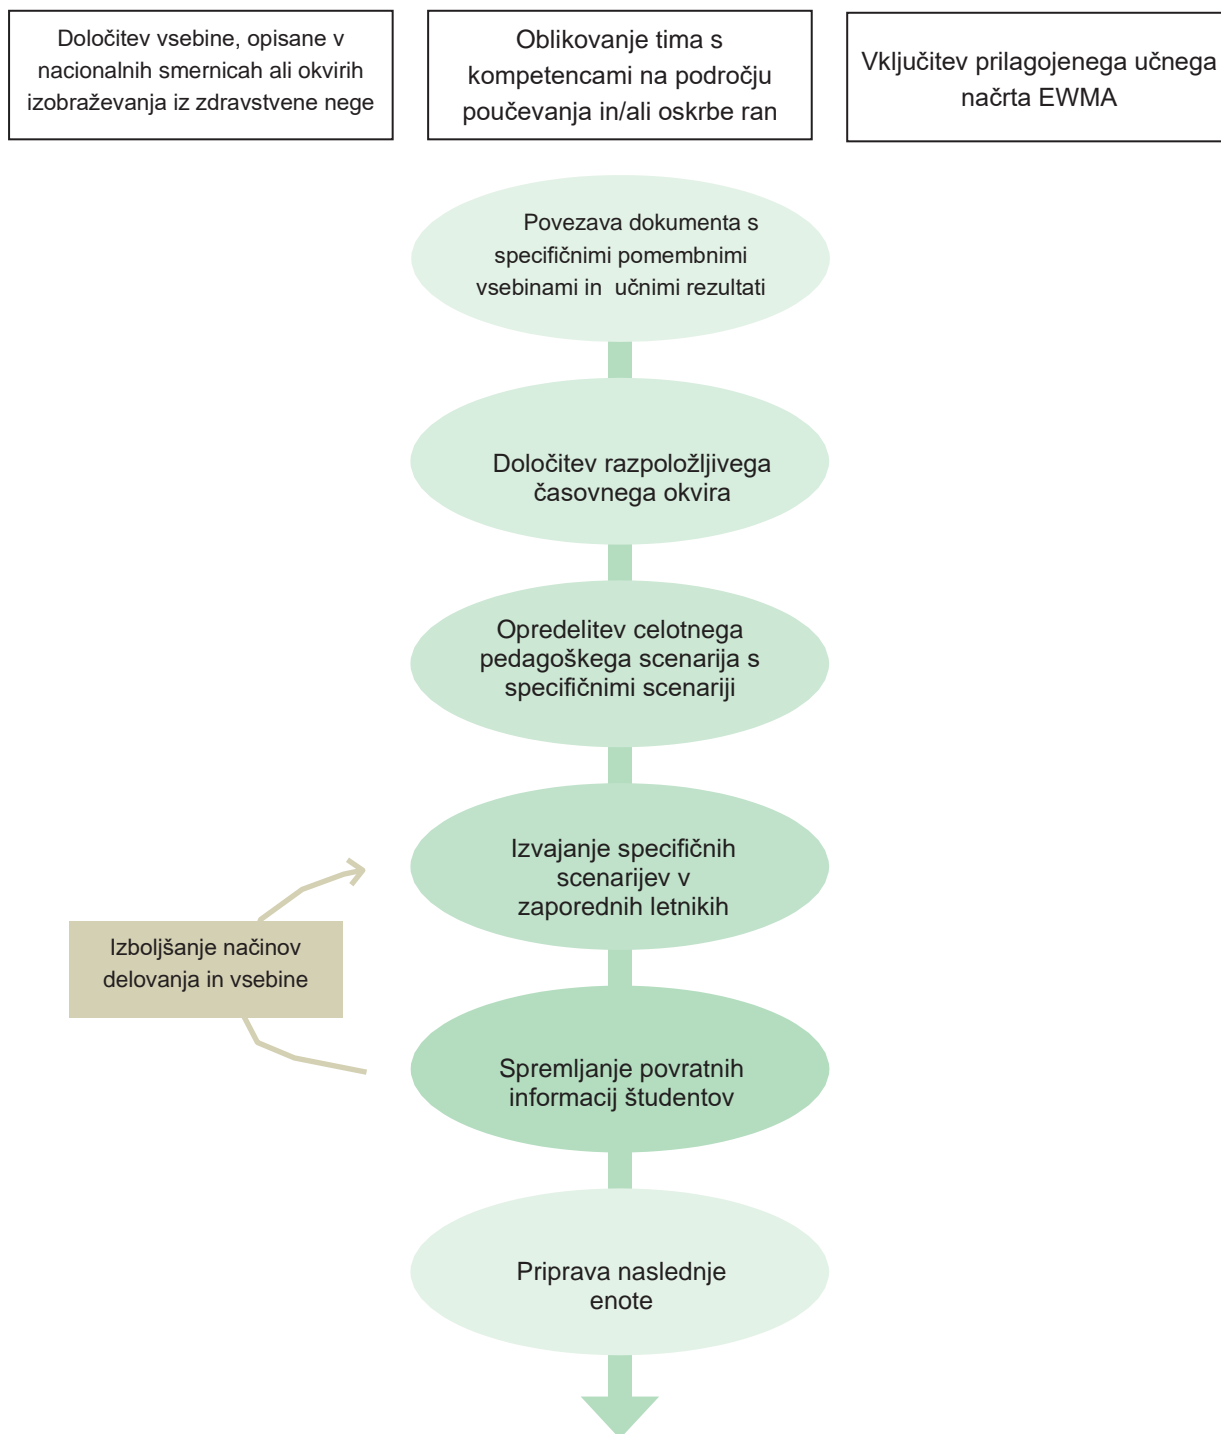 Določitev vsebine, opisane v
nacionalnih smernicah ali okvirih
izobraževanja iz zdravstvene nege
Oblikovanje tima s
kompetencami na področju
poučevanja in/ali oskrbe ran
Vključitev prilagojenega učnega
načrta EWMA
Povezava dokumenta s
specifičnimi pomembnimi
vsebinami in učnimi rezultati
Določitev razpoložljivega
časovnega okvira
Opredelitev celotnega
pedagoškega scenarija s
specifičnimi scenariji
Izvajanje specifičnih
scenarijev v
zaporednih letnikih
Izboljšanje načinov
delovanja in vsebine
Spremljanje povratnih
informacij študentov
Priprava naslednje
enote